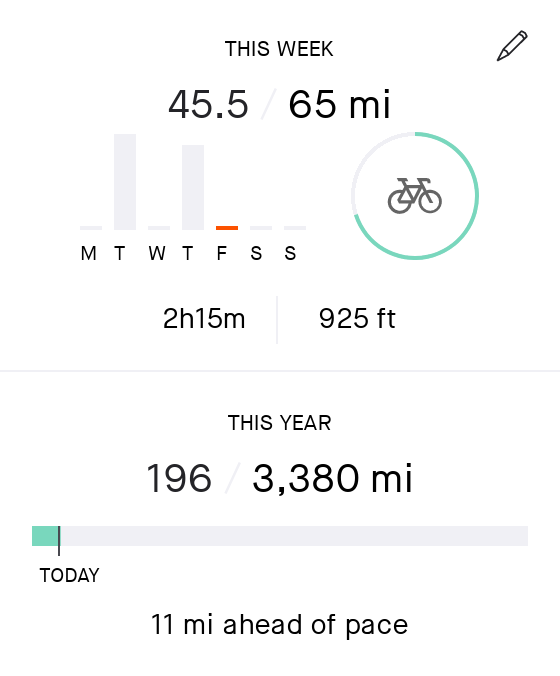 THIS WEEK
45.5 / 65 mi
M T W T F S S
2h15m 925 ft
THIS YEAR
196 / 3,380 mi
TODAY
11 mi ahead of pace